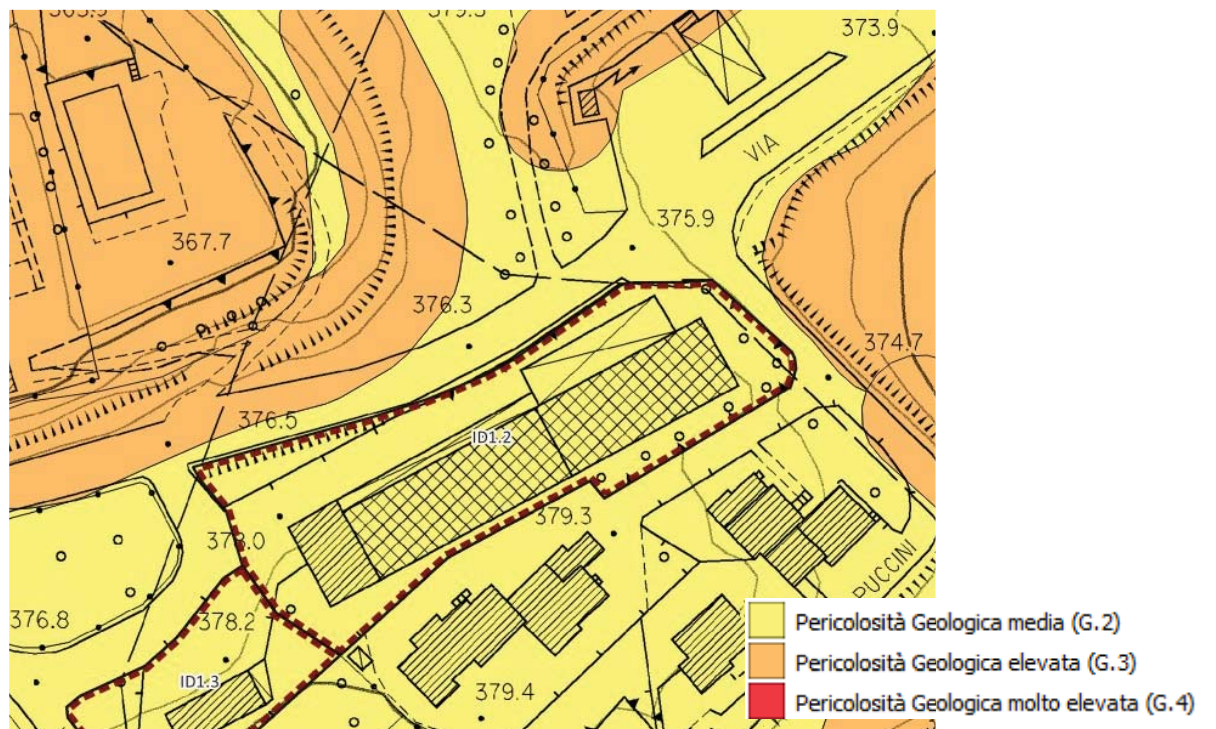 379.3
373.9
VIA
375.9
367.7
376.3
374.7
376.5
ID1.2
379.3
378.0
PUCCINI
376.8
378.2
ID1.3
379.4
Pericolosità Geologica media (G.2)
Pericolosità Geologica elevata (G.3)
Pericolosità Geologica molto elevata (G.4)